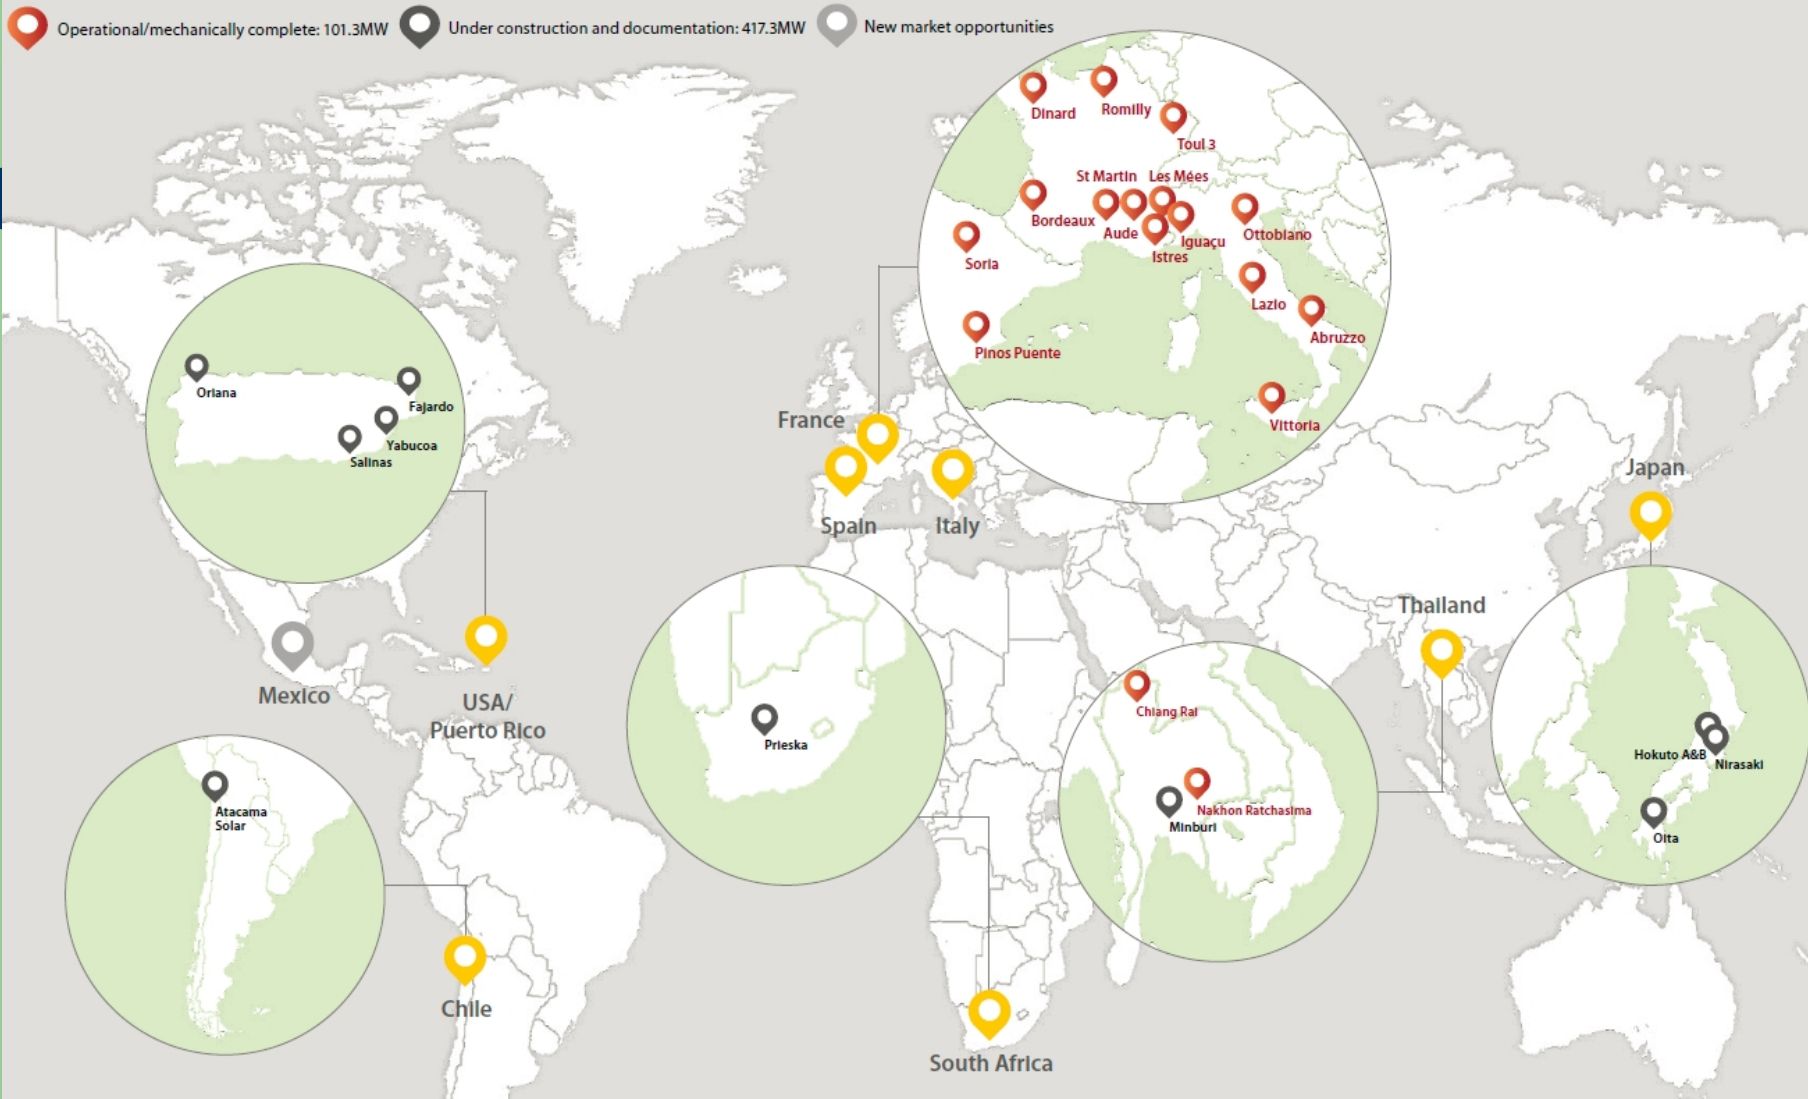 Operational/mechanically complete: 101.3MW
Under construction and documentation: 417.3MW
New market opportunities
Dinard
Romilly
Toul 3
St Martin
Les Mées
Bordeaux
Aude
Iguaçu
Istres
Ottobiano
Soria
Lazio
Abruzzo
Pinos Puente
Vittoria
Oriana
Fajardo
Yabucoa
Salinas
France
Spain
Italy
Japan
Thailand
Mexico
USA/
Puerto Rico
Prieska
Chiang Rai
Nakhon Ratchasima
Minburi
Hokuto A&B
Nirasaki
Oita
Atacama
Solar
Chile
South Africa